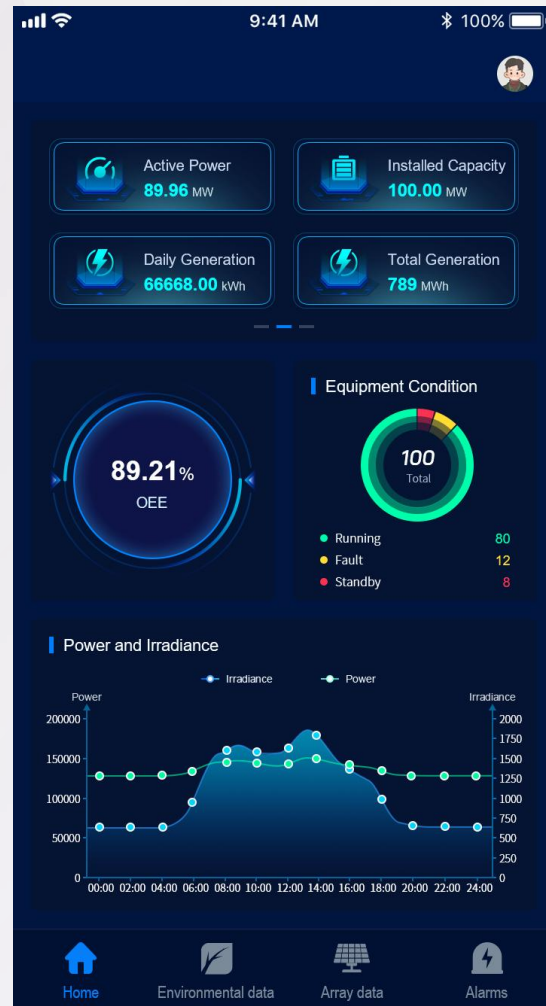 9:41 AM
100%
Active Power
89.96 MW
Installed Capacity
100.00 MW
Daily Generation
66668.00 kWh
Total Generation
789 MWh
89.21%
OEE
Equipment Condition
100
Total
Running 80
Fault 12
Standby 8
Power and Irradiance
Irradiance Power
Power
Irradiance
200000
150000
100000
50000
0
2000
1750
1500
1250
1000
750
500
250
0
00:00 02:00 04:00 06:00 08:00 10:00 12:00 14:00 16:00 18:00 20:00 22:00 24:00
Home Environmental data Array data Alarms